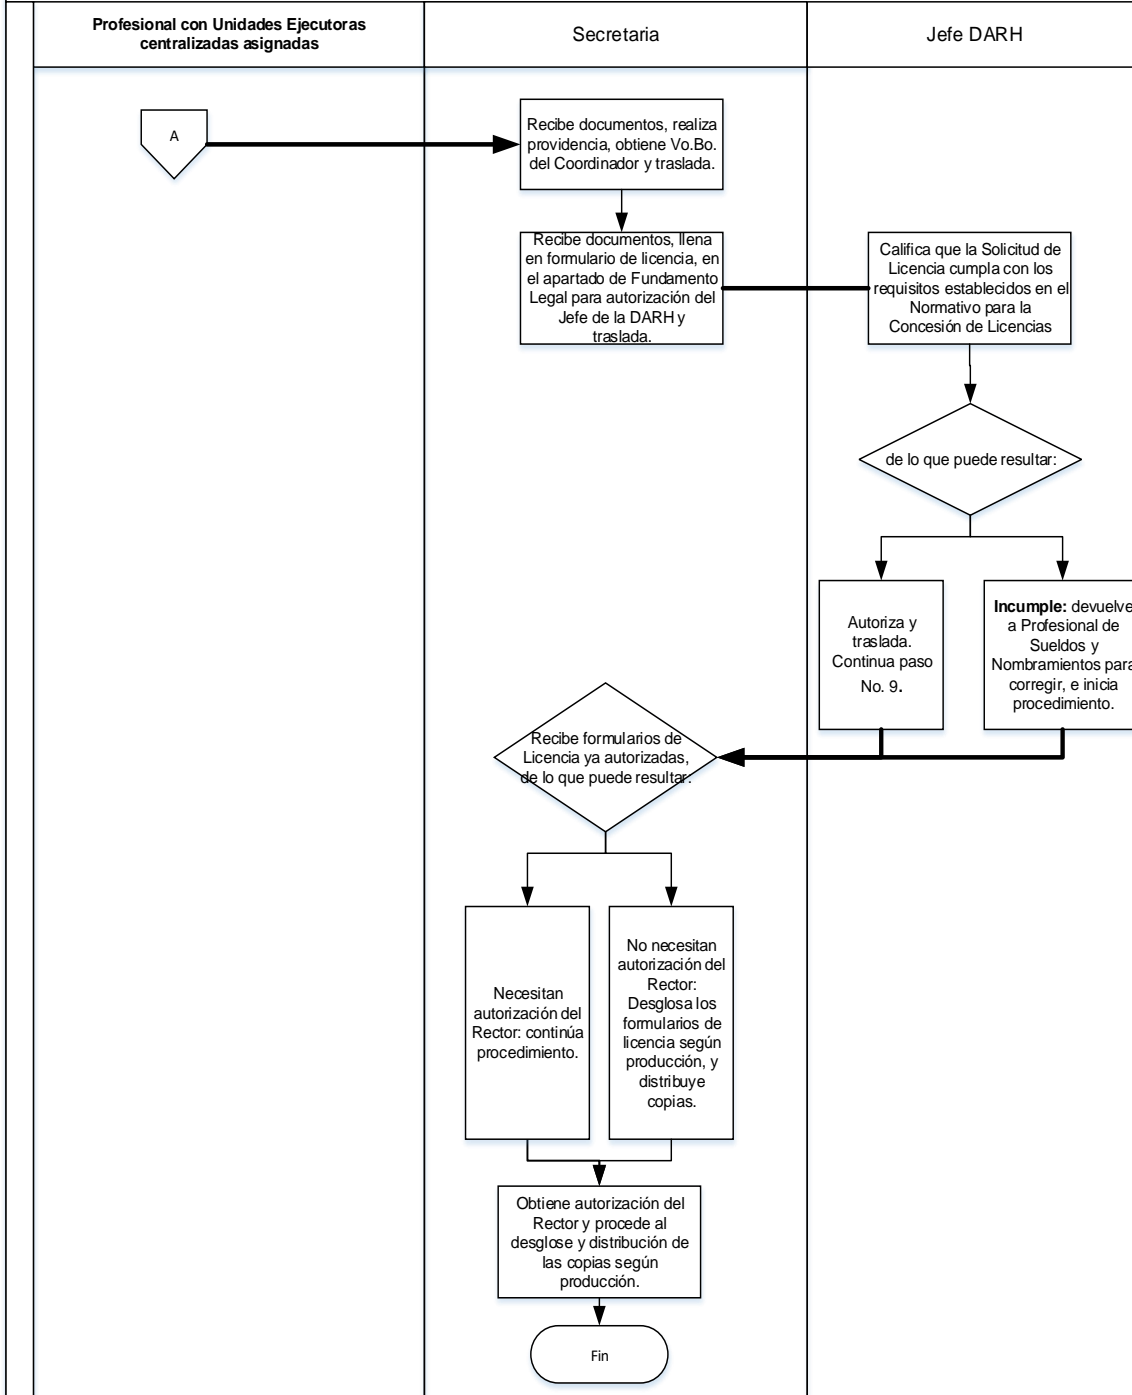 Profesional con Unidades Ejecutoras
centralizadas asignadas
Secretaria
Jefe DARH
A
Recibe documentos, realiza
providencia, obtiene Vo.Bo.
del Coordinador y traslada.
Recibe documentos, llena
en formulario de licencia, en
el apartado de Fundamento
Legal para autorización del
Jefe de la DARH y
traslada.
Califica que la Solicitud de
Licencia cumpla con los
requisitos establecidos en el
Normativo para la
Concesión de Licencias
de lo que puede resultar:
Autoriza y
traslada.
Continua paso
No. 9.
Incumple: devuelve
a Profesional de
Sueldos y
Nombramientos para
corregir, e inicia
procedimiento.
Recibe formularios de
Licencia ya autorizadas,
de lo que puede resultar:
Necesitan
autorización del
Rector: continúa
procedimiento.
No necesitan
autorización del
Rector:
Desglosa los
formularios de
licencia según
producción, y
distribuye
copias.
Obtiene autorización del
Rector y procede al
desglose y distribución de
las copias según
producción.
Fin